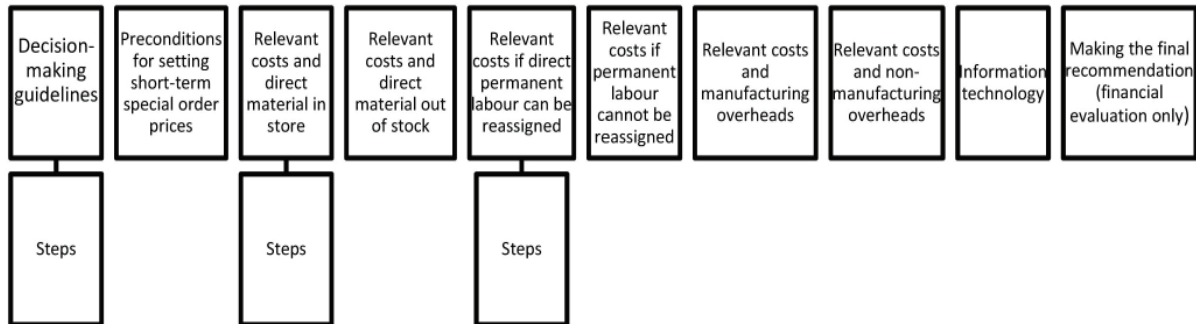 Decision-
making
guidelines
Preconditions
for setting
short-term
special order
prices
Relevant
costs and
direct
material in
store
Relevant
costs and
direct
material out
of stock
Relevant
costs if direct
permanent
labour can be
reassigned
Relevant
costs if
permanent
labour
cannot be
reassigned
Relevant costs
and
manufacturing
overheads
Relevant costs
and non-
manufacturing
overheads
Information
technology
Making the final
recommendation
(financial
evaluation only)
Steps
Steps
Steps